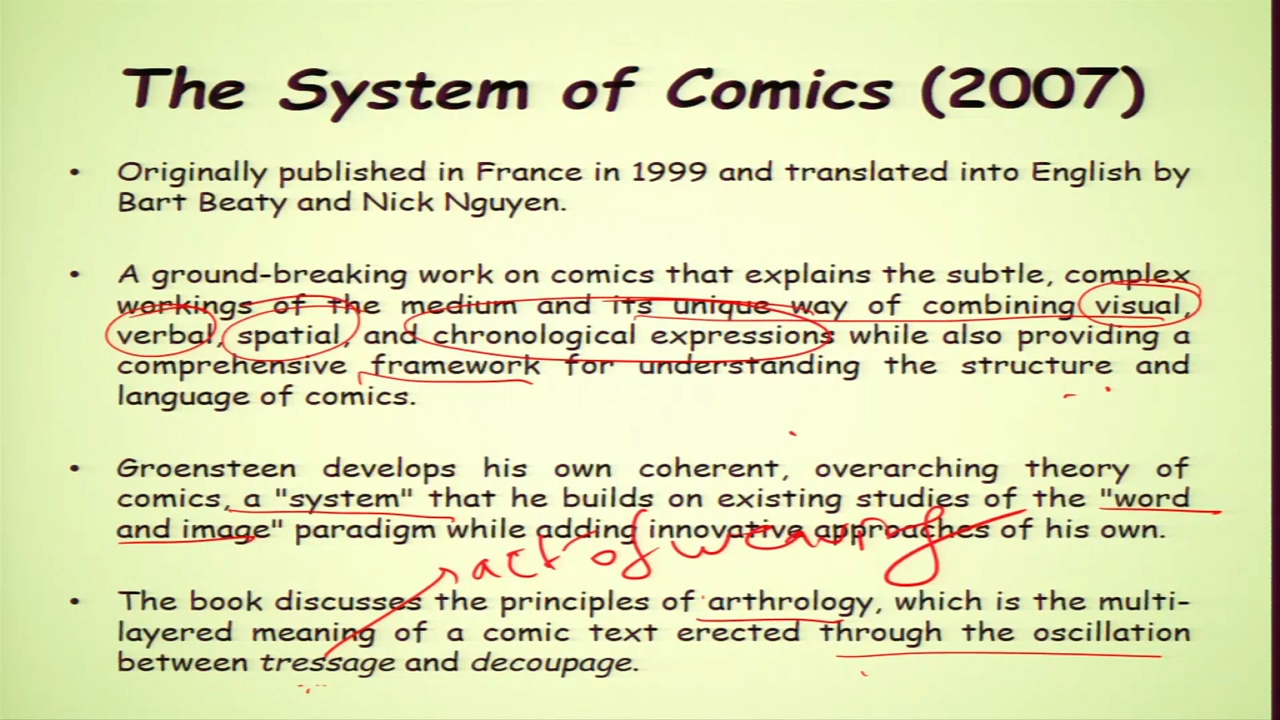 The System of Comics (2007)
• Originally published in France in 1999 and translated into English by
Bart Beaty and Nick Nguyen.
• A ground-breaking work on comics that explains the subtle, complex
workings of the medium and its unique way of combining visual,
verbal, spatial, and chronological expressions while also providing a
comprehensive framework for understanding the structure and
language of comics.
• Groensteen develops his own coherent, overarching theory of
comics, a "system" that he builds on existing studies of the "word
and image" paradigm while adding innovative approaches of his own.
act of weaving
• The book discusses the principles of arthrology, which is the multi-
layered meaning of a comic text erected through the oscillation
between tressage and decoupage.